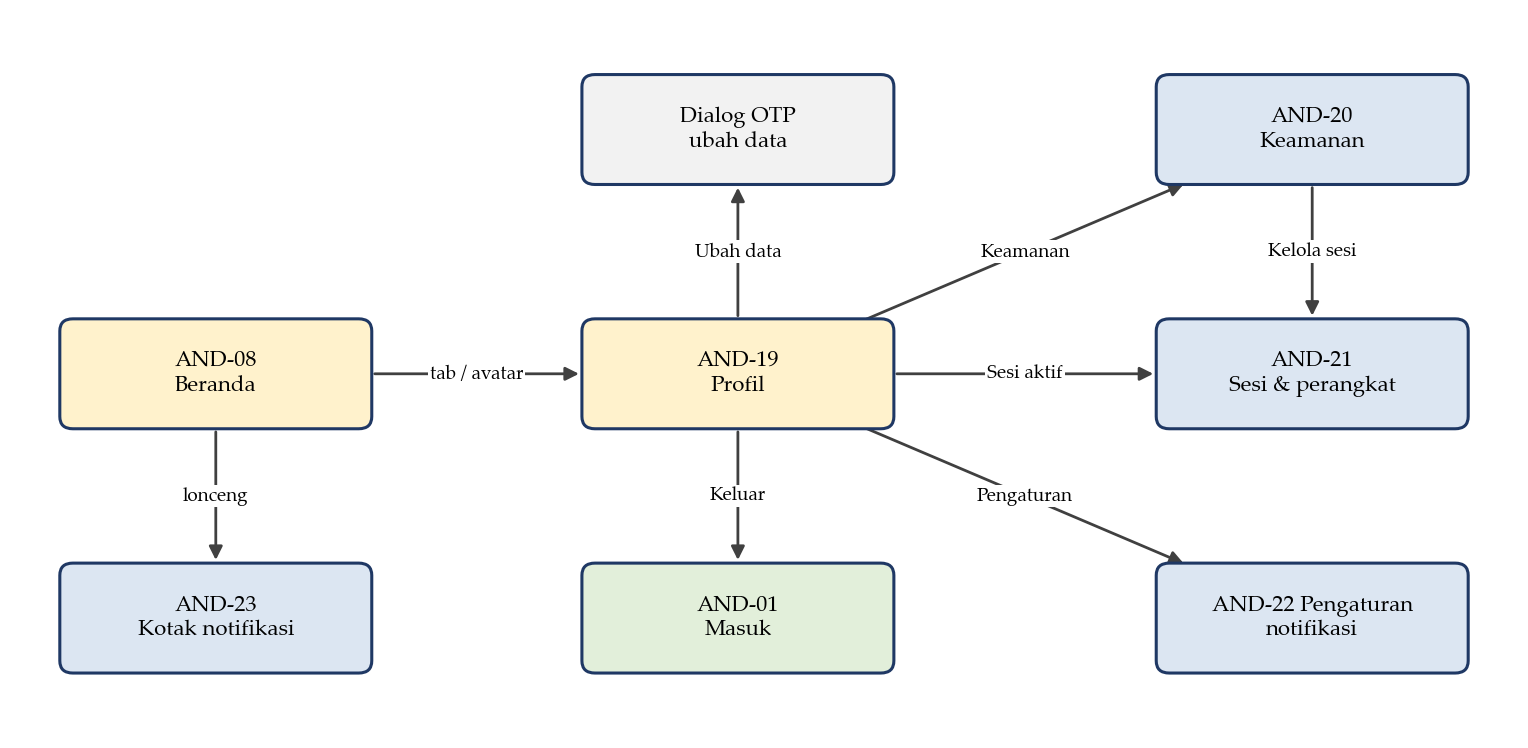 Dialog OTP
ubah data
AND-20
Keamanan
Ubah data
Keamanan
Kelola sesi
AND-08
Beranda
tab / avatar
AND-19
Profil
Sesi aktif
AND-21
Sesi & perangkat
lonceng
Keluar
Pengaturan
AND-23
Kotak notifikasi
AND-01
Masuk
AND-22 Pengaturan
notifikasi